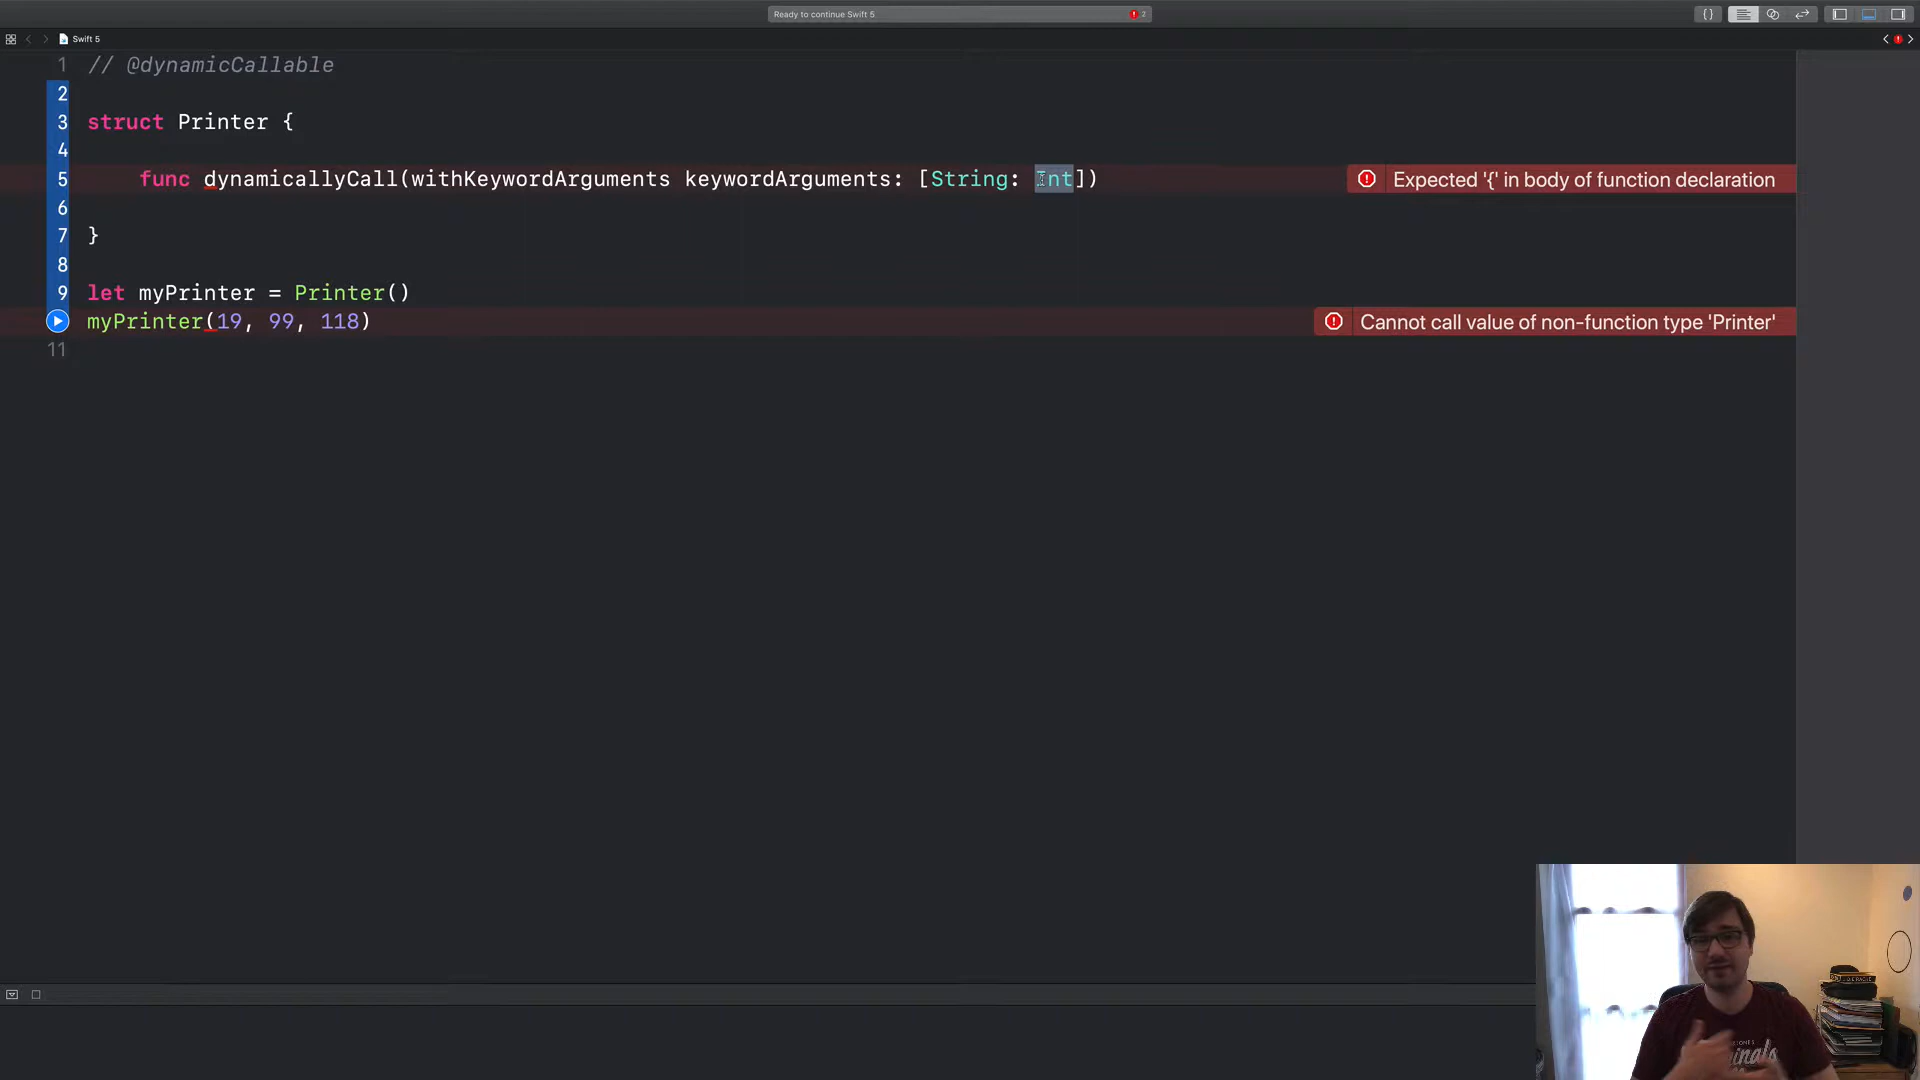 Ready to continue Swift 5
2
Swift 5
1 // @dynamicCallable
2
3 struct Printer {
4
5 func dynamicallyCall(withKeywordArguments keywordArguments: [String: Int])
Expected '{' in body of function declaration
6
7 }
8
9 let myPrinter = Printer()
myPrinter(19, 99, 118)
Cannot call value of non-function type 'Printer'
11